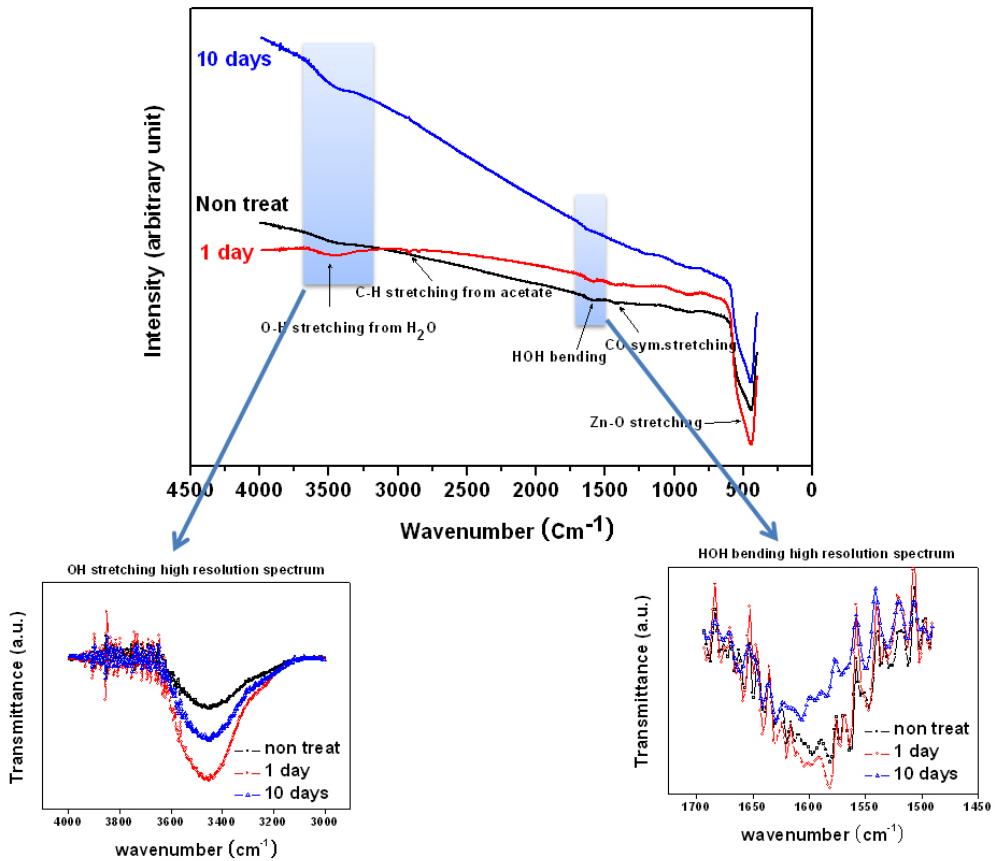 10 days
Non treat
1 day
Intensity (arbitrary unit)
C-H stretching from acetate
O-H stretching from H2O
CO sym.stretching
HOH bending
Zn-O stretching
4500 4000 3500 3000 2500 2000 1500 1000 500 0
Wavenumber (Cm-1)
OH stretching high resolution spectrum
Transmittance (a.u.)
non treat
1 day
10 days
4000 3800 3600 3400 3200 3000
wavenumber (cm-1)
HOH bending high resolution spectrum
Transmittance (a.u.)
non treat
1 day
10 days
1700 1650 1600 1550 1500 1450
wavenumber (cm-1)